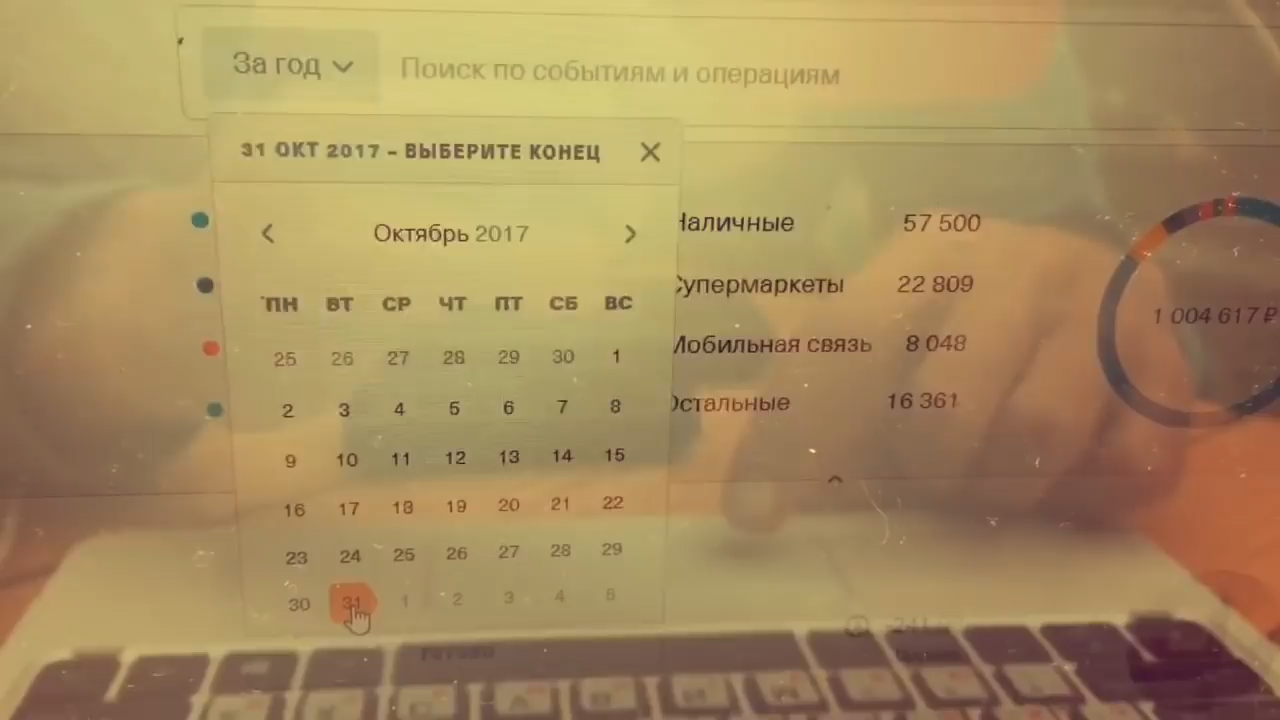 За год Поиск по событиям и операциям
31 ОКТ 2017 – ВЫБЕРИТЕ КОНЕЦ
Октябрь 2017
ПН ВТ СР ЧТ ПТ СБ ВС
25 26 27 28 29 30 1
2 3 4 5 6 7 8
9 10 11 12 13 14 15
16 17 18 19 20 21 22
23 24 25 26 27 28 29
30 31 1 2 3 4 5
Наличные 57 500
Супермаркеты 22 809
Мобильная связь 8 048
Остальные 16 361
1 004 617 ₽